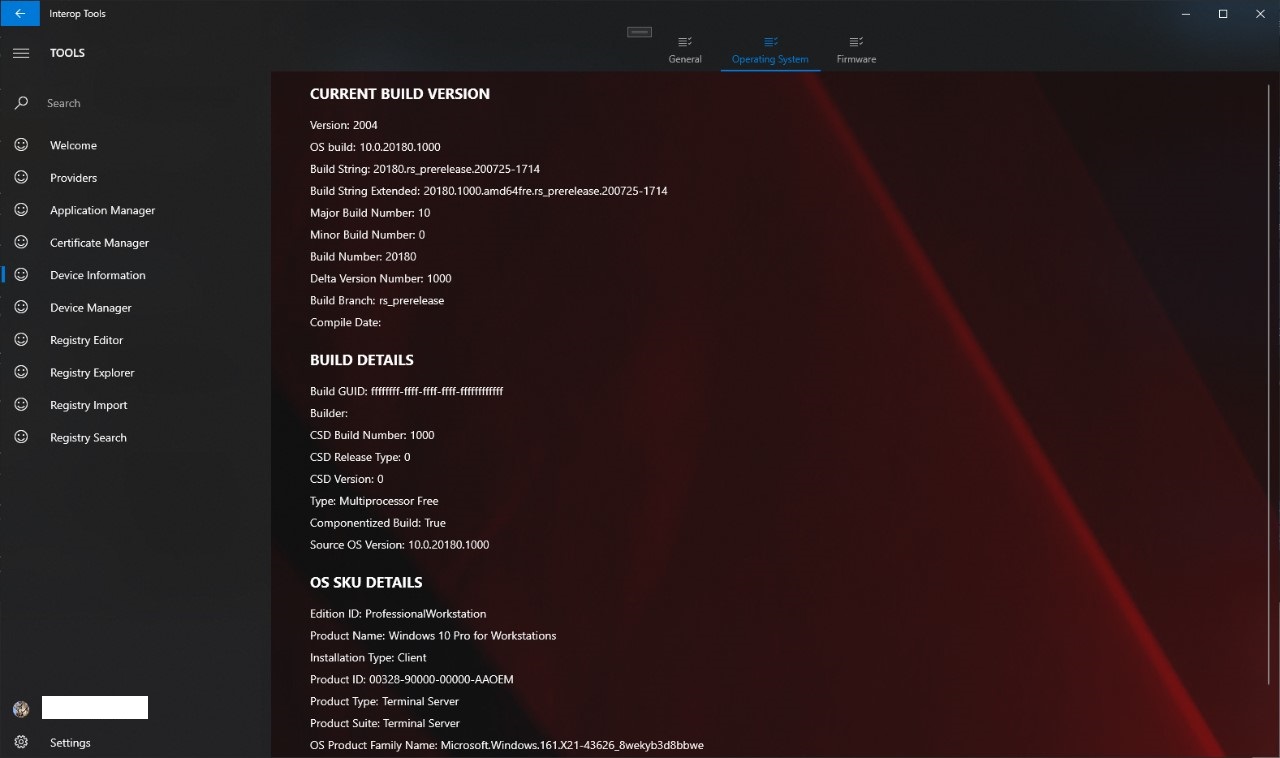 Interop Tools
TOOLS
General
Operating System
Firmware
Search
Welcome
Providers
Application Manager
Certificate Manager
Device Information
Device Manager
Registry Editor
Registry Explorer
Registry Import
Registry Search
Settings
CURRENT BUILD VERSION
Version: 2004
OS build: 10.0.20180.1000
Build String: 20180.rs_prerelease.200725-1714
Build String Extended: 20180.1000.amd64fre.rs_prerelease.200725-1714
Major Build Number: 10
Minor Build Number: 0
Build Number: 20180
Delta Version Number: 1000
Build Branch: rs_prerelease
Compile Date:
BUILD DETAILS
Build GUID: ffffffff-ffff-ffff-ffff-ffffffffffff
Builder:
CSD Build Number: 1000
CSD Release Type: 0
CSD Version: 0
Type: Multiprocessor Free
Componentized Build: True
Source OS Version: 10.0.20180.1000
OS SKU DETAILS
Edition ID: ProfessionalWorkstation
Product Name: Windows 10 Pro for Workstations
Installation Type: Client
Product ID: 00328-90000-00000-AAOEM
Product Type: Terminal Server
Product Suite: Terminal Server
OS Product Family Name: Microsoft.Windows.161.X21-43626_8wekyb3d8bbwe